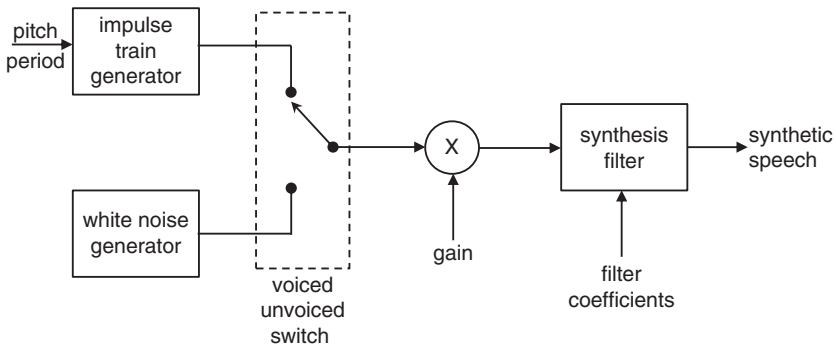 pitch
period
impulse
train
generator
white noise
generator
voiced
unvoiced
switch
X
gain
synthesis
filter
filter
coefficients
synthetic
speech